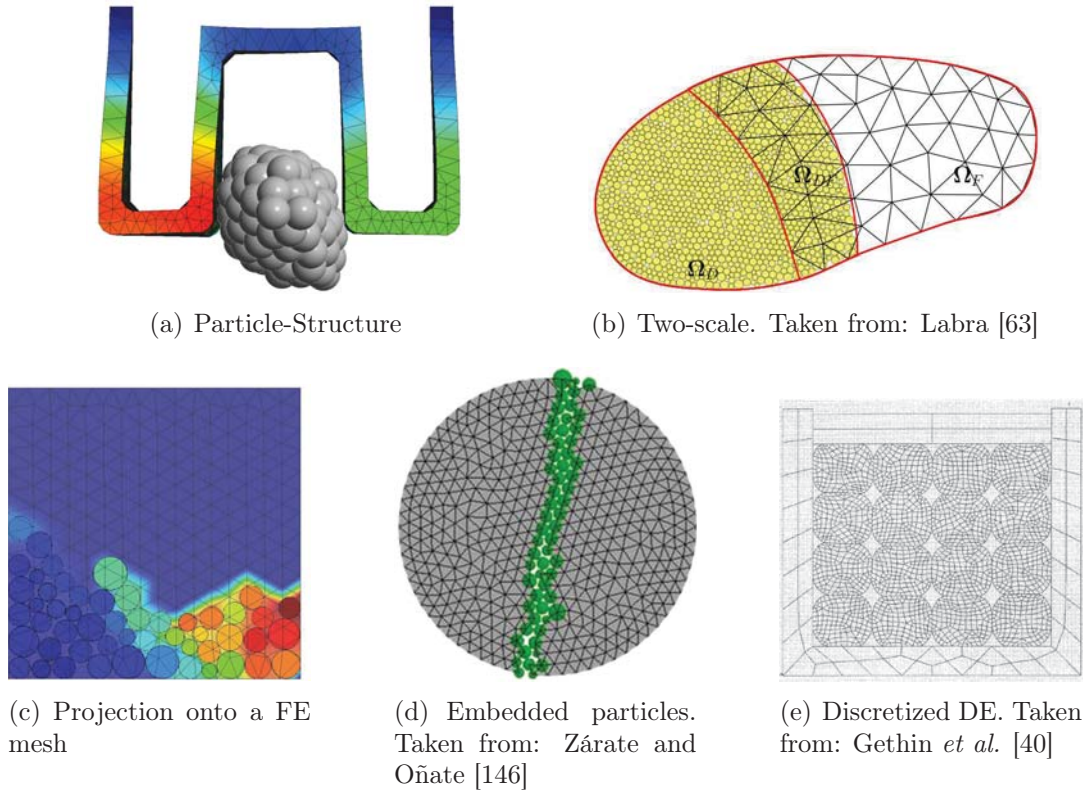 Ω_DF
Ω_F
Ω_D
(a) Particle-Structure
(b) Two-scale. Taken from: Labra [63]
(c) Projection onto a FE
mesh
(d) Embedded particles.
Taken from: Zárate and
Oñate [146]
(e) Discretized DE. Taken
from: Gethin et al. [40]